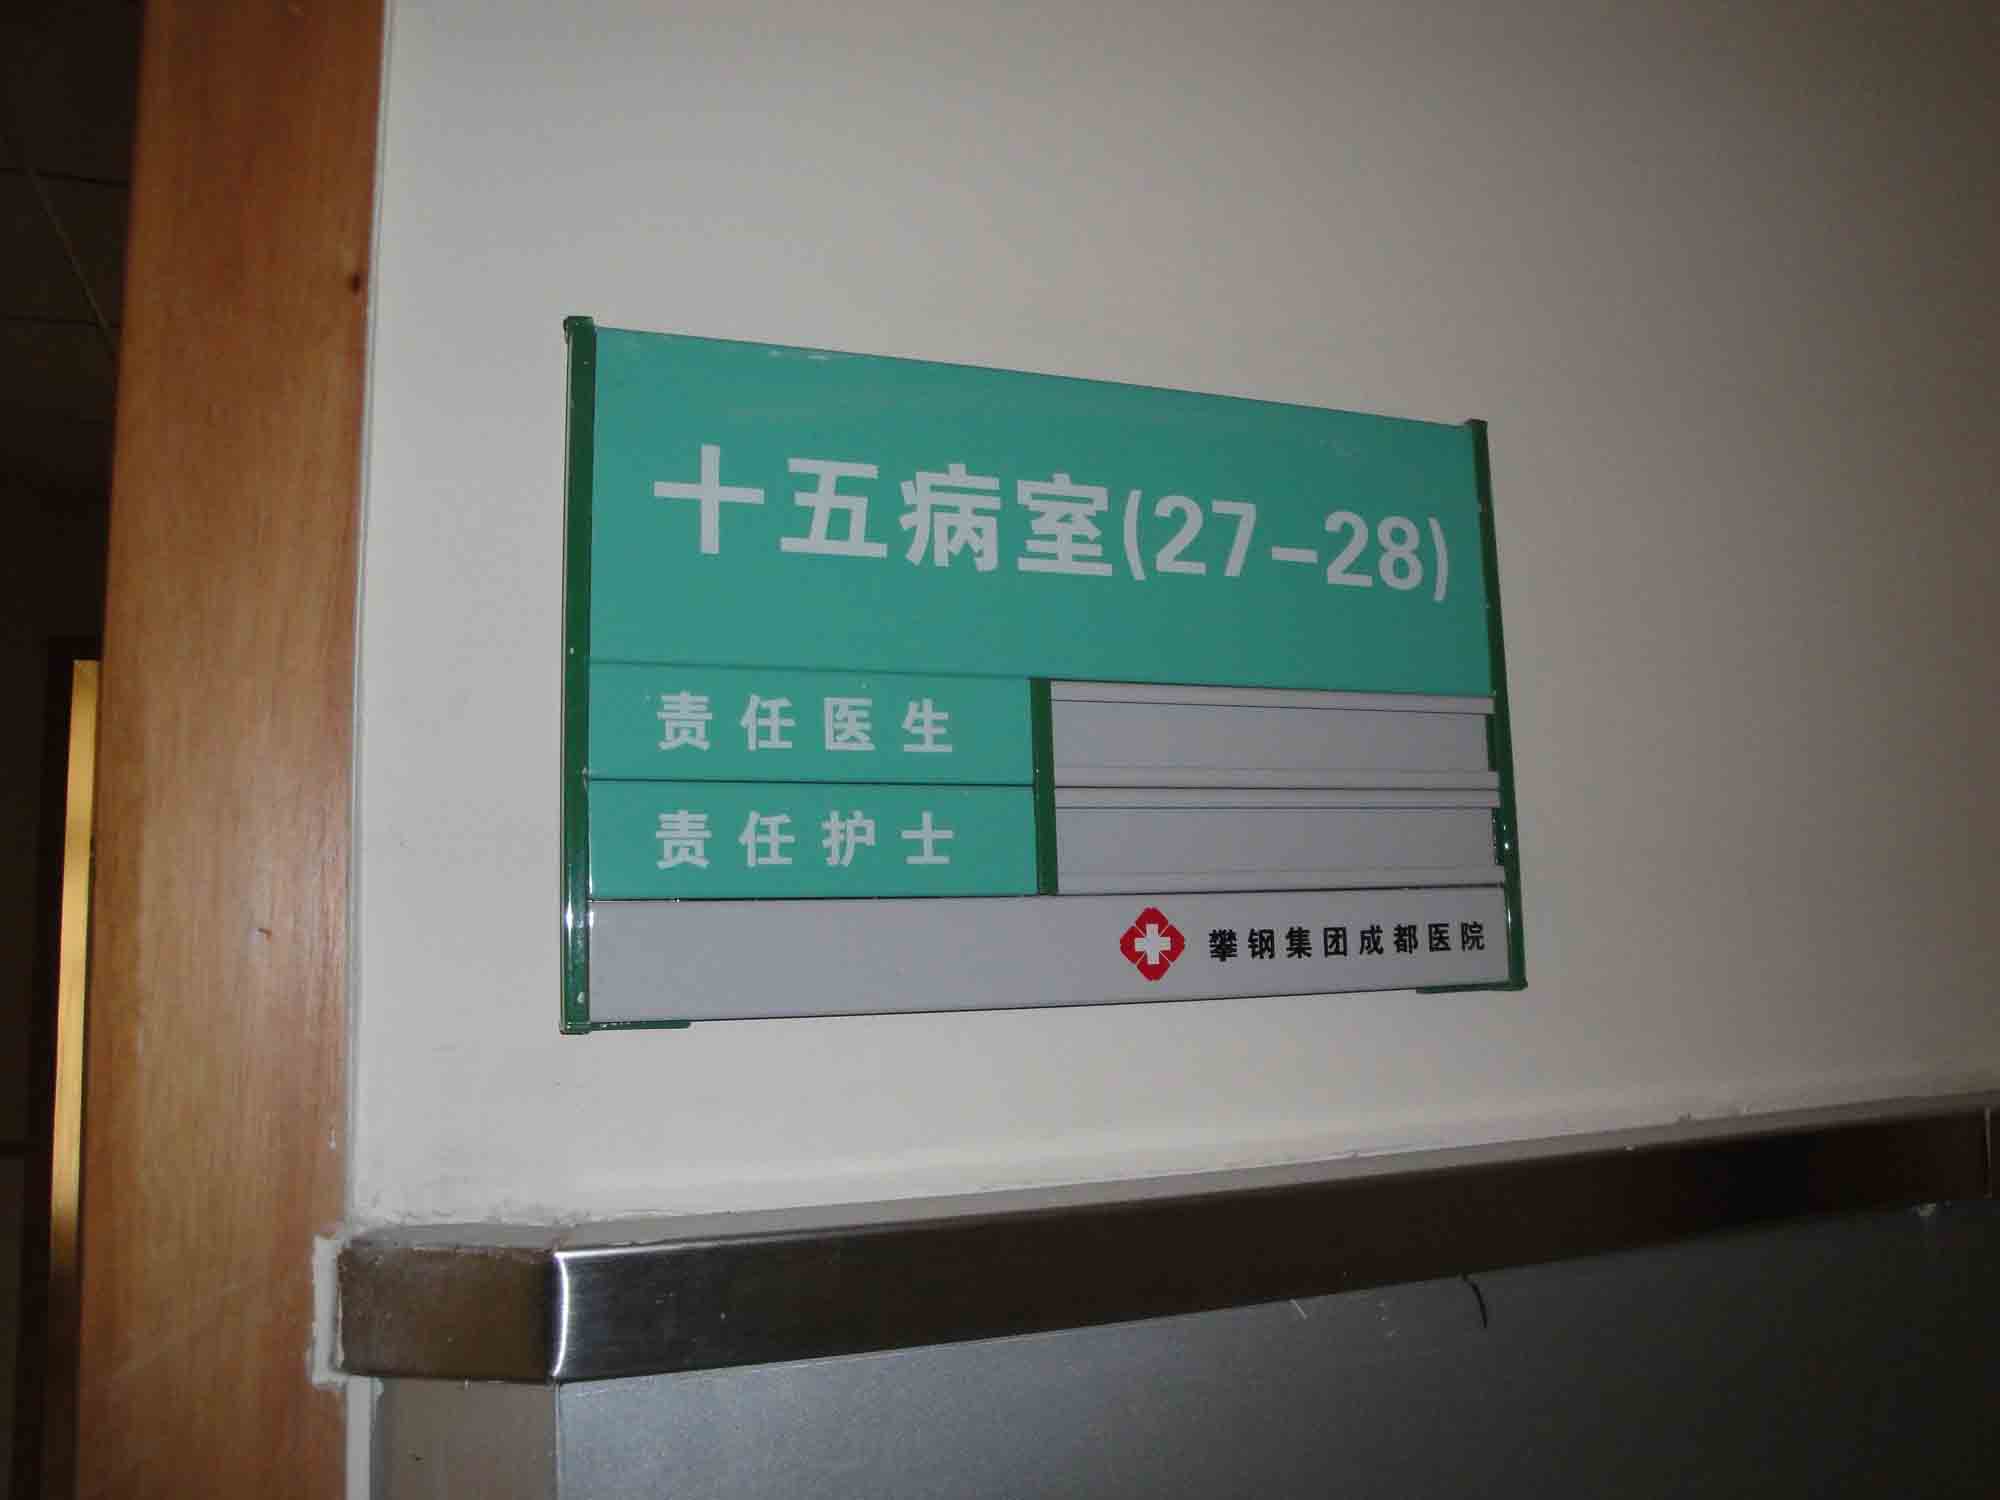 十五病室(27-28)
责任医生
责任护士
攀钢集团成都医院